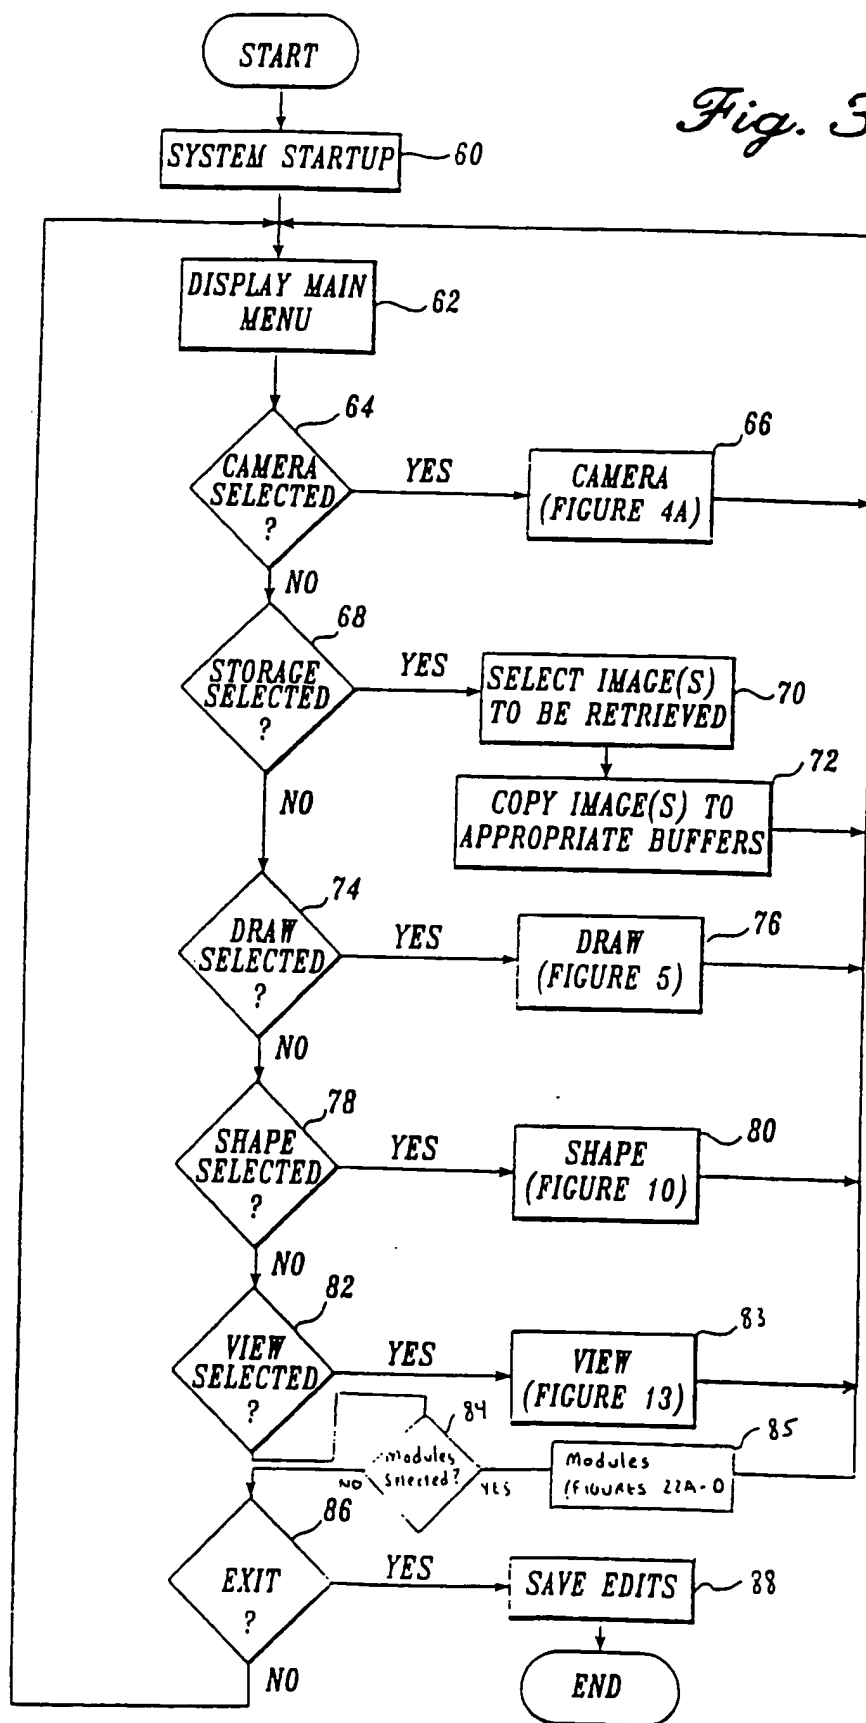 START
Fig. 3
SYSTEM STARTUP
60
DISPLAY MAIN
MENU
62
64
CAMERA
SELECTED
?
YES
66
CAMERA
(FIGURE 4A)
NO
68
STORAGE
SELECTED
?
YES
SELECT IMAGE(S)
TO BE RETRIEVED
70
72
COPY IMAGE(S) TO
APPROPRIATE BUFFERS
NO
74
DRAW
SELECTED
?
YES
76
DRAW
(FIGURE 5)
NO
78
SHAPE
SELECTED
?
YES
80
SHAPE
(FIGURE 10)
NO
82
VIEW
SELECTED
?
YES
83
VIEW
(FIGURE 13)
84
Modules
Selected?
NO
YES
85
Modules
(FIGURES 22A-D
86
EXIT
?
YES
SAVE EDITS
88
NO
END